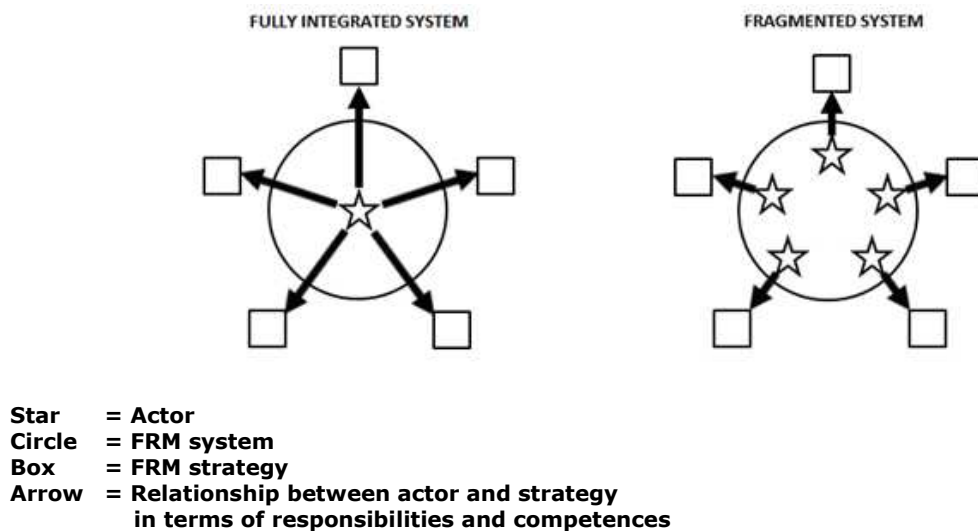 FULLY INTEGRATED SYSTEM
FRAGMENTED SYSTEM
Star = Actor
Circle = FRM system
Box = FRM strategy
Arrow = Relationship between actor and strategy
in terms of responsibilities and competences